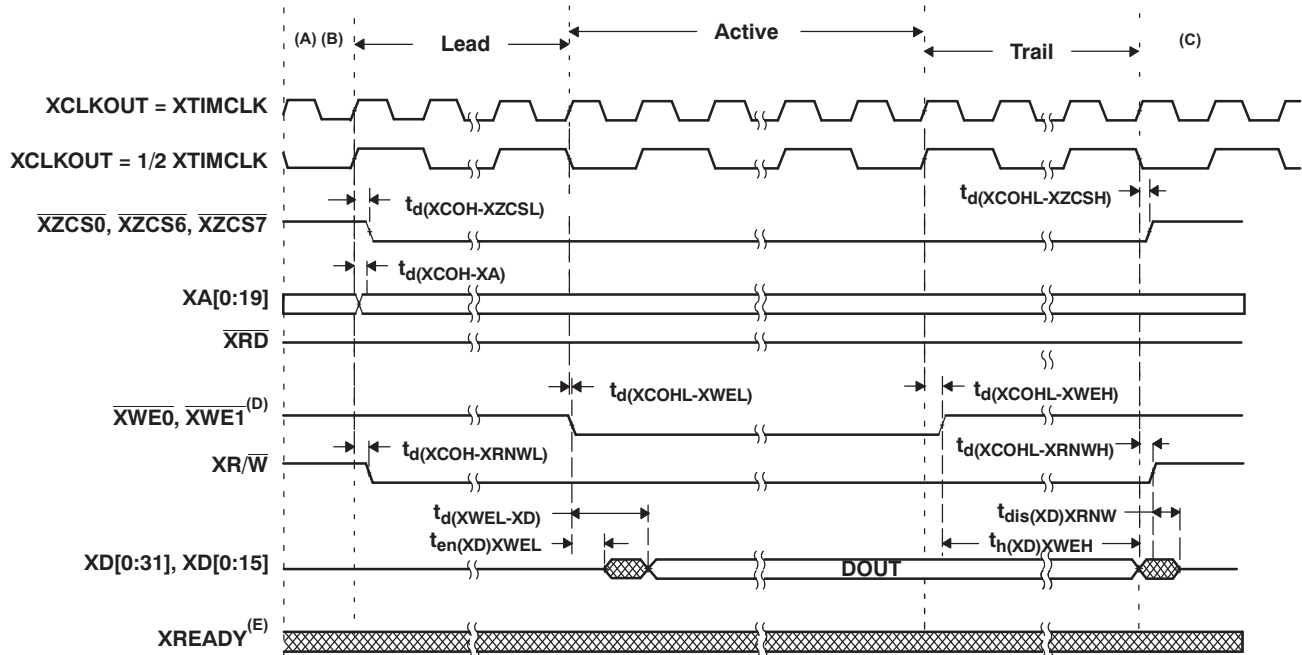 (A) (B)
Lead
Active
Trail
(C)
XCLKOUT = XTIMCLK
XCLKOUT = 1/2 XTIMCLK
td(XCOH-XZCSL)
td(XCOHL-XZCSH)
XZCS0, XZCS6, XZCS7
td(XCOH-XA)
XA[0:19]
XRD
td(XCOHL-XWEL)
td(XCOHL-XWEH)
XWE0, XWE1(D)
td(XCOH-XRNWL)
td(XCOHL-XRNWH)
XR/W
td(XWEL-XD)
tdis(XD)XRNW
ten(XD)XWEL
th(XD)XWEH
XD[0:31], XD[0:15]
DOUT
XREADY(E)